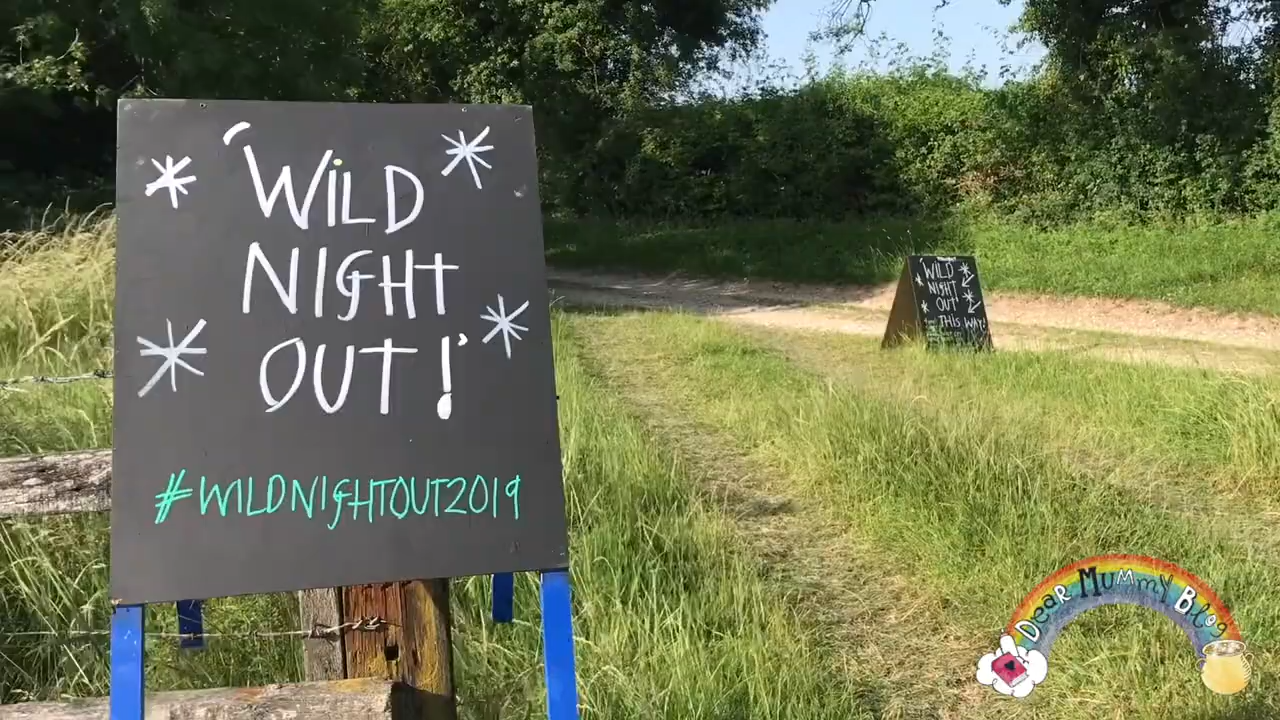 'WILD
NIGHT
OUT!'
#WILDNIGHTOUT2019
'WILD
NIGHT
OUT!'
THIS WAY!
Dear Mummy Blog